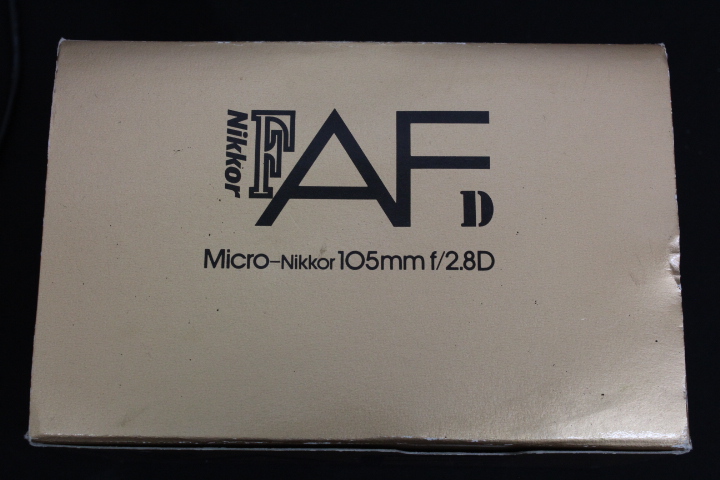 Nikkor
AF
D
Micro-Nikkor 105mm f/2.8D